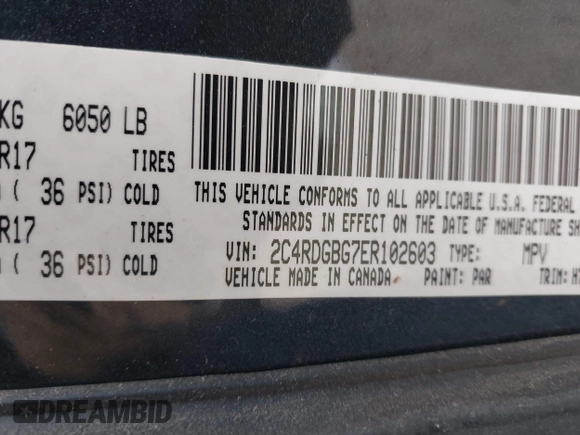 KG 6050 LB
R17 TIRES
( 36 PSI) COLD
R17 TIRES
( 36 PSI) COLD
THIS VEHICLE CONFORMS TO ALL APPLICABLE U.S.A. FEDERAL
STANDARDS IN EFFECT ON THE DATE OF MANUFACTURE SH
VIN: 2C4RDGBG7ER102603 TYPE: MPV
VEHICLE MADE IN CANADA PAINT: PAR TRIM:
DREAMBID